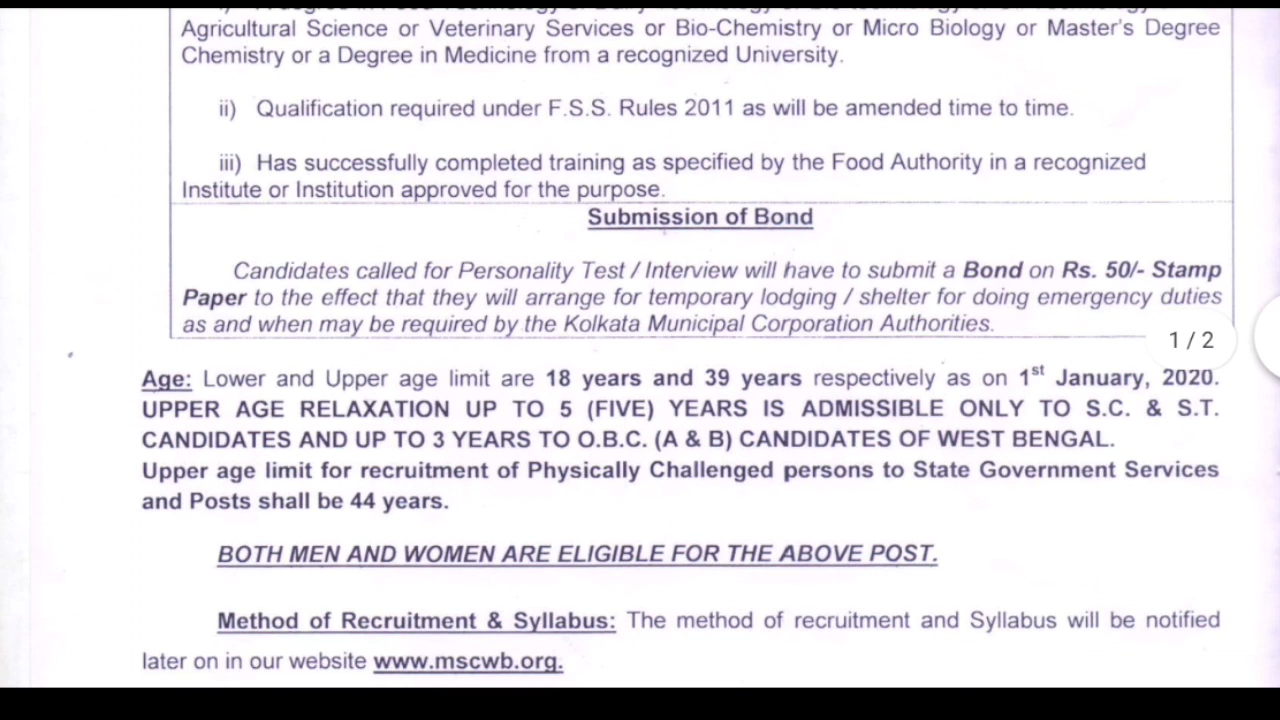 Agricultural Science or Veterinary Services or Bio-Chemistry or Micro Biology or Master's Degree
Chemistry or a Degree in Medicine from a recognized University.
ii) Qualification required under F.S.S. Rules 2011 as will be amended time to time.
iii) Has successfully completed training as specified by the Food Authority in a recognized
Institute or Institution approved for the purpose.
Submission of Bond
Candidates called for Personality Test / Interview will have to submit a Bond on Rs. 50/- Stamp
Paper to the effect that they will arrange for temporary lodging / shelter for doing emergency duties
as and when may be required by the Kolkata Municipal Corporation Authorities.
1 / 2
Age: Lower and Upper age limit are 18 years and 39 years respectively as on 1st January, 2020.
UPPER AGE RELAXATION UP TO 5 (FIVE) YEARS IS ADMISSIBLE ONLY TO S.C. & S.T.
CANDIDATES AND UP TO 3 YEARS TO O.B.C. (A & B) CANDIDATES OF WEST BENGAL.
Upper age limit for recruitment of Physically Challenged persons to State Government Services
and Posts shall be 44 years.
BOTH MEN AND WOMEN ARE ELIGIBLE FOR THE ABOVE POST.
Method of Recruitment & Syllabus: The method of recruitment and Syllabus will be notified
later on in our website www.mscwb.org.